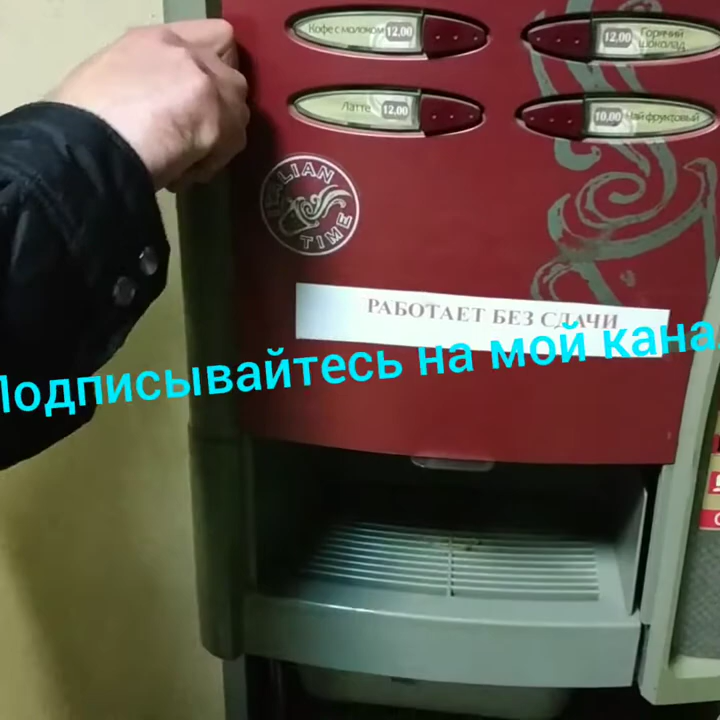 Кофе с молоком 12.00
12.00 Горячий
шоколад
Латте 12.00
10.00 Чай фруктовый
ITALIAN
TIME
РАБОТАЕТ БЕЗ СДАЧИ
Подписывайтесь на мой канал